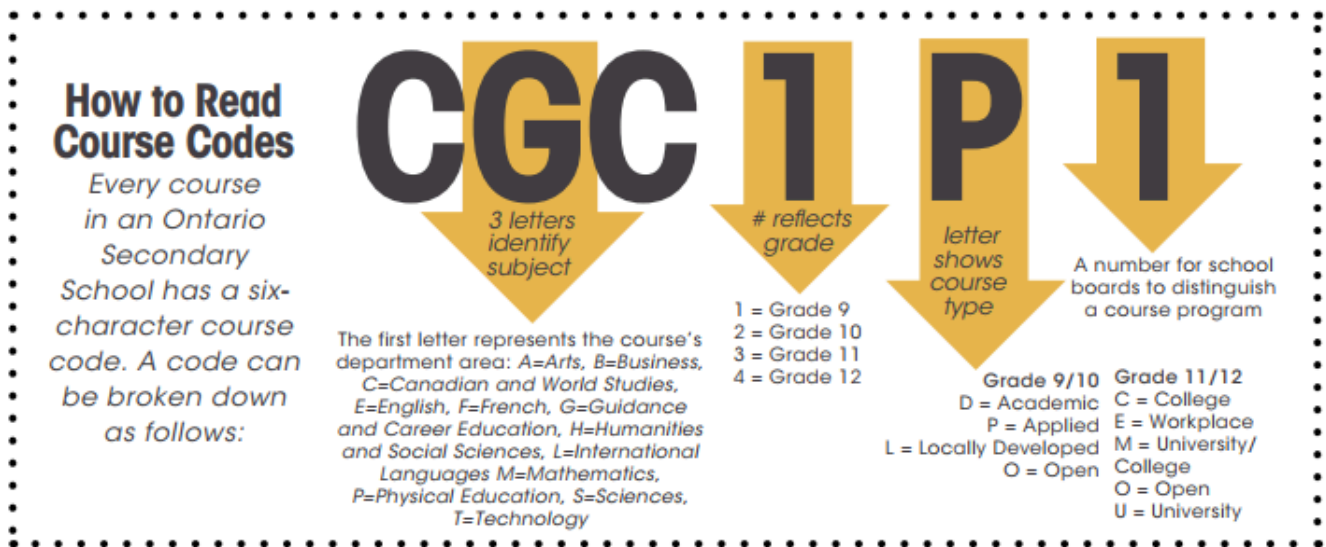 How to Read
Course Codes
Every course
in an Ontario
Secondary
School has a six-
character course
code. A code can
be broken down
as follows:
CGC 1 P 1
3 letters
identify
subject
The first letter represents the course's
department area: A=Arts, B=Business,
C=Canadian and World Studies,
E=English, F=French, G=Guidance
and Career Education, H=Humanities
and Social Sciences, L=International
Languages M=Mathematics,
P=Physical Education, S=Sciences,
T=Technology
# reflects
grade
1 = Grade 9
2 = Grade 10
3 = Grade 11
4 = Grade 12
letter
shows
course
type
Grade 9/10
D = Academic
P = Applied
L = Locally Developed
O = Open
Grade 11/12
C = College
E = Workplace
M = University/
College
O = Open
U = University
A number for school
boards to distinguish
a course program